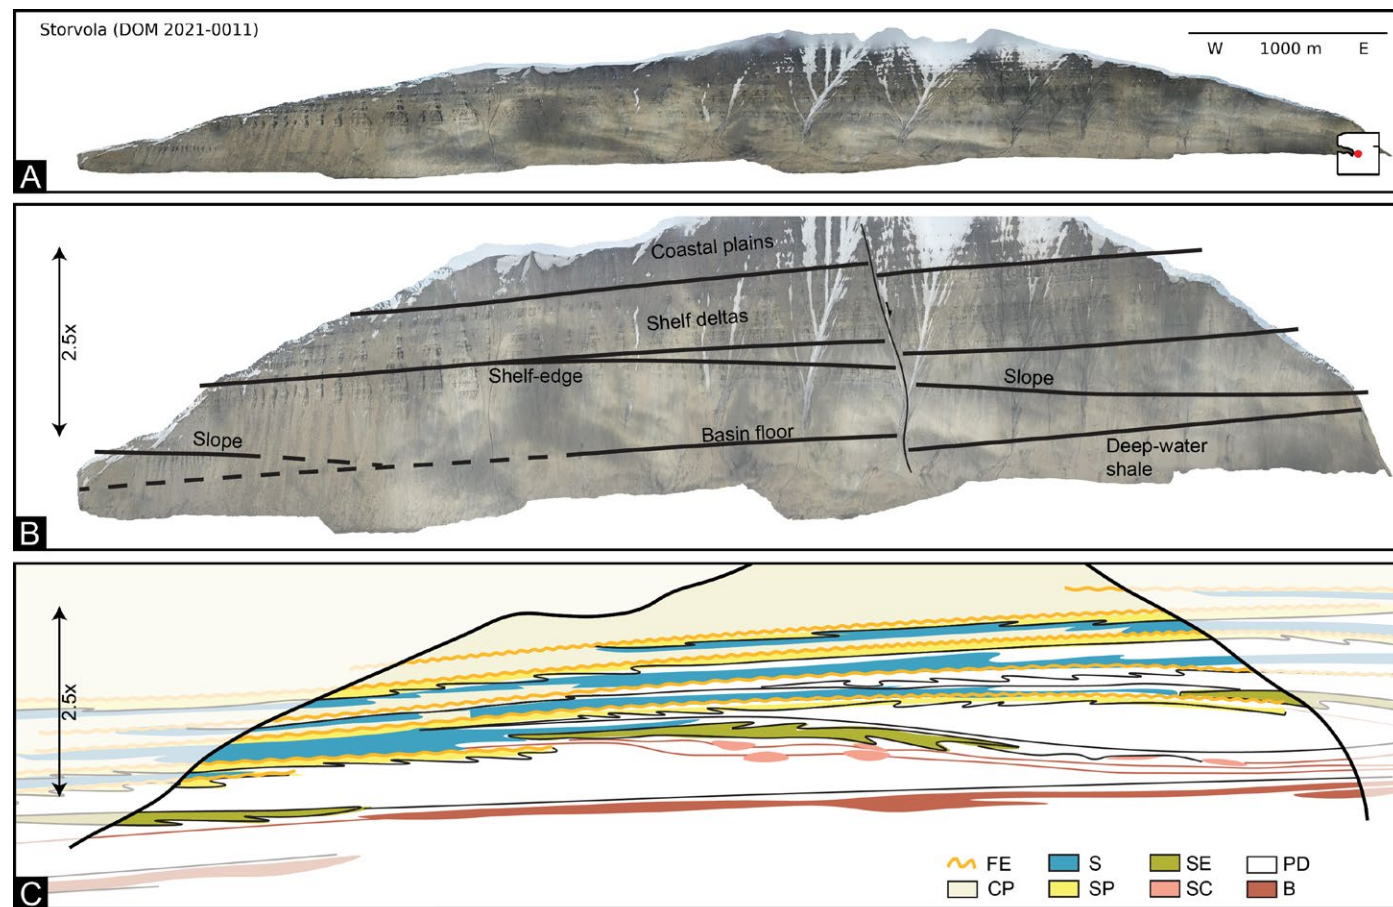 Storvola (DOM 2021-0011)
W 1000 m E
A
Coastal plains
2.5x
Shelf deltas
Shelf-edge
Slope
Slope
Basin floor
Deep-water
shale
B
2.5x
FE S SE PD
CP SP SC B
C